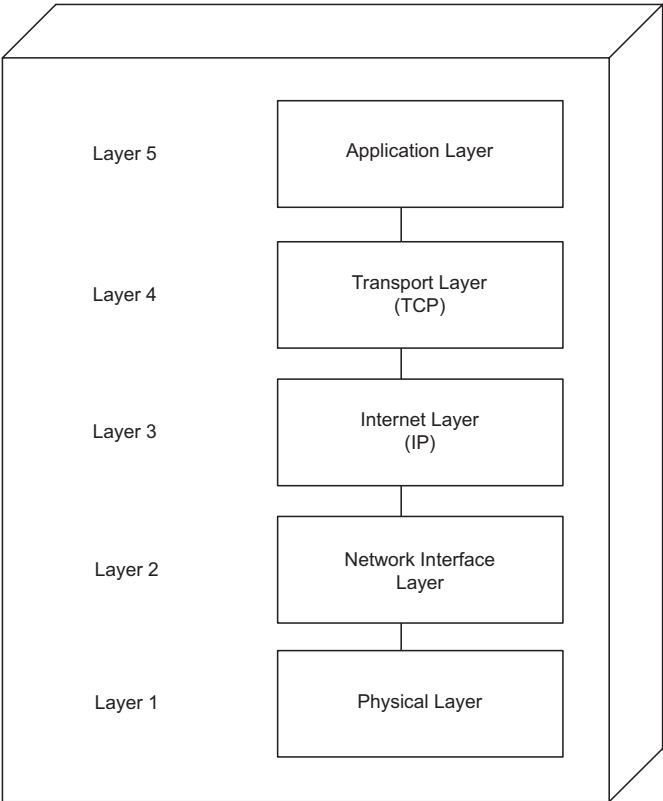 Layer 5
Application Layer
Layer 4
Transport Layer
(TCP)
Layer 3
Internet Layer
(IP)
Layer 2
Network Interface
Layer
Layer 1
Physical Layer